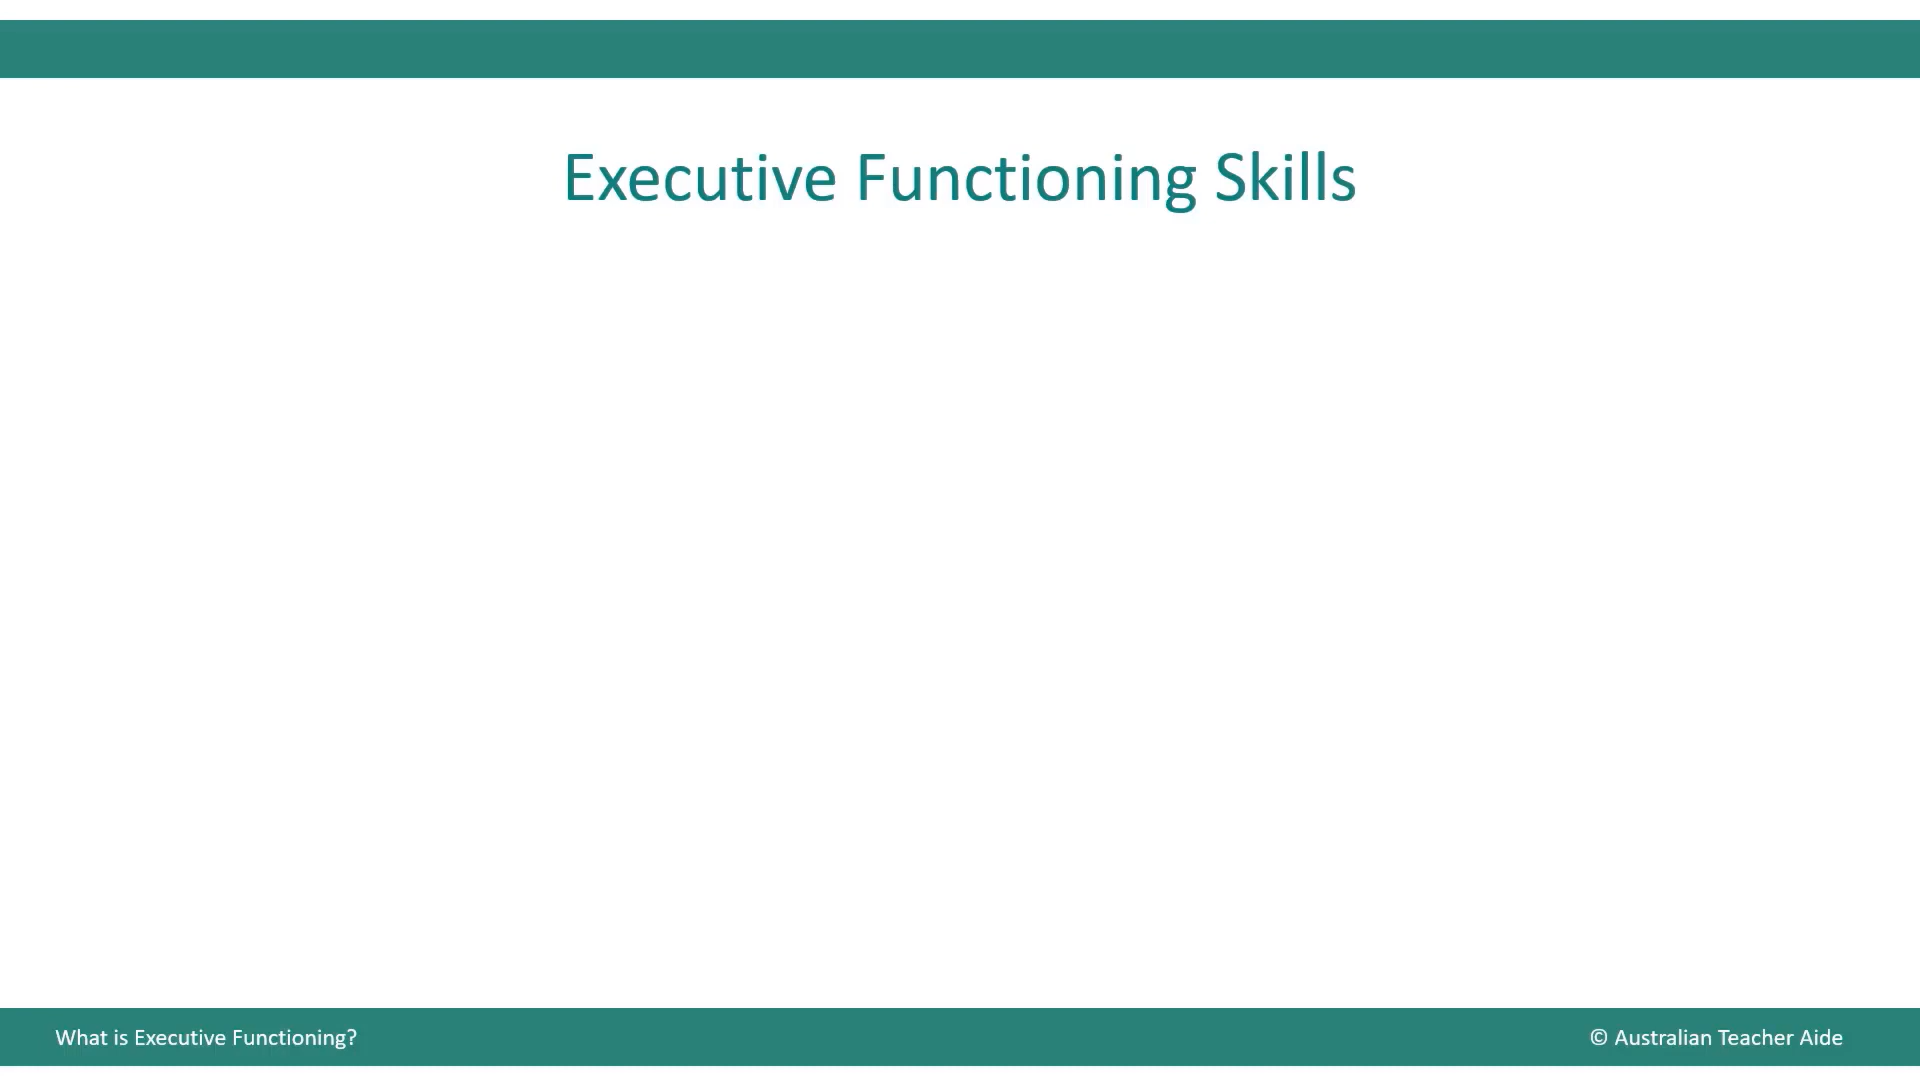 Executive Functioning Skills
What is Executive Functioning?
© Australian Teacher Aide